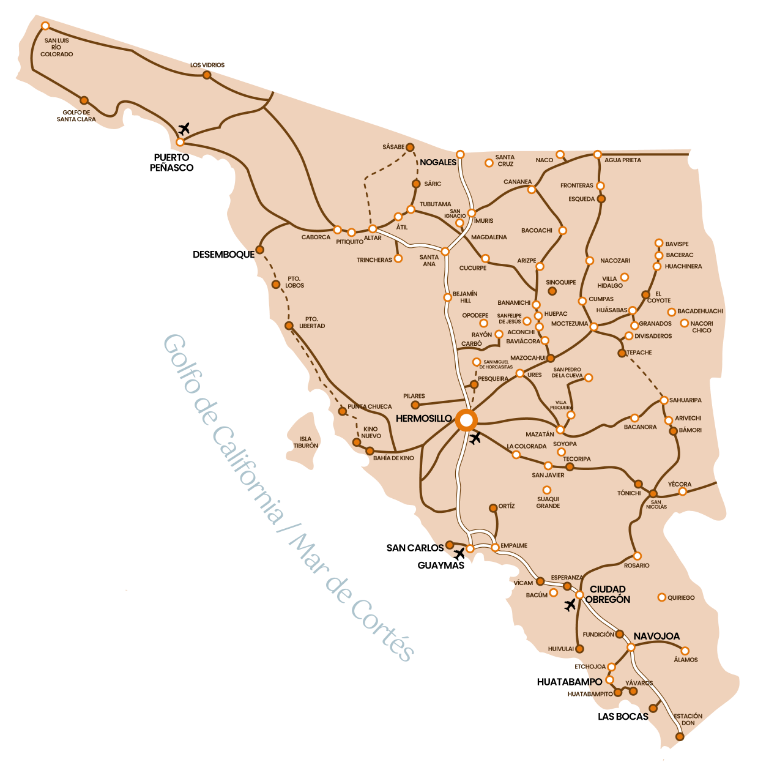 SAN LUIS
RÍO
COLORADO
LOS VIDRIOS
GOLFO DE
SANTA CLARA
PUERTO
PEÑASCO
SÁSABE
NOGALES
SANTA
CRUZ
NACO
AGUA PRIETA
SÁRIC
CANANEA
FRONTERAS
ESQUEDA
TUBUTAMA
SAN
IGNACIO
IMURIS
ÁTIL
CABORCA
PITIQUITO
ALTAR
MAGDALENA
BACOACHI
DESEMBOQUE
TRINCHERAS
SANTA
ANA
CUCURPE
ARIZPE
NACOZARI
BAVISPE
BACERAC
HUACHINERA
PTO.
LOBOS
SINOQUIPE
VILLA
HIDALGO
BEJAMÍN
HILL
BANAMICHI
CUMPAS
EL
COYOTE
PTO.
LIBERTAD
OPODEPE
SAN FELIPE
DE JESÚS
HUEPAC
HUÁSABAS
BAGADEHUACHI
MOCTEZUMA
GRANADOS
NACORI
CHICO
RAYÓN
ACONCHI
BAVIÁCORA
DIVISADEROS
CARBÓ
MAZOCAHUI
TEPACHE
SAN MIGUEL
DE HORCASITAS
URES
SAN PEDRO
DE LA CUEVA
PESQUEIRA
PILARES
SAHUARIPA
PUNTA CHUECA
VILLA
PESQUEIRA
HERMOSILLO
BACANORA
ARIVECHI
BÁMORI
KINO
NUEVO
MAZATÁN
ISLA
TIBURÓN
BAHÍA DE KINO
LA COLORADA
SOYOPA
TECORIPA
SAN JAVIER
TÓNICHI
YÉCORA
SAN
NICOLÁS
SUAQUI
GRANDE
ORTÍZ
SAN CARLOS
EMPALME
GUAYMAS
ROSARIO
VÍCAM
ESPERANZA
BACÚM
CIUDAD
OBREGÓN
QUIRIEGO
FUNDICIÓN
NAVOJOA
HUIVULAI
ÁLAMOS
ETCHOJOA
HUATABAMPO
YÁVAROS
HUATABAMPITO
LAS BOCAS
ESTACIÓN
DON
Golfo de California / Mar de Cortés